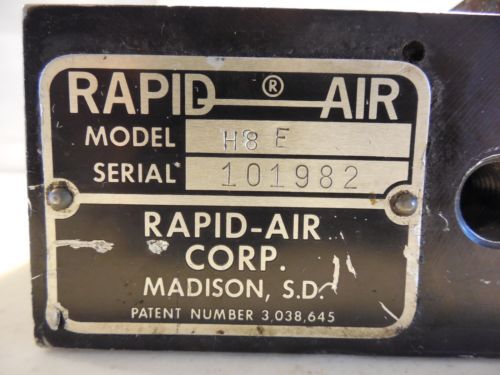 RAPID ® AIR
MODEL H8 E
SERIAL 101982
RAPID-AIR
CORP.
MADISON, S.D.
PATENT NUMBER 3,038,645